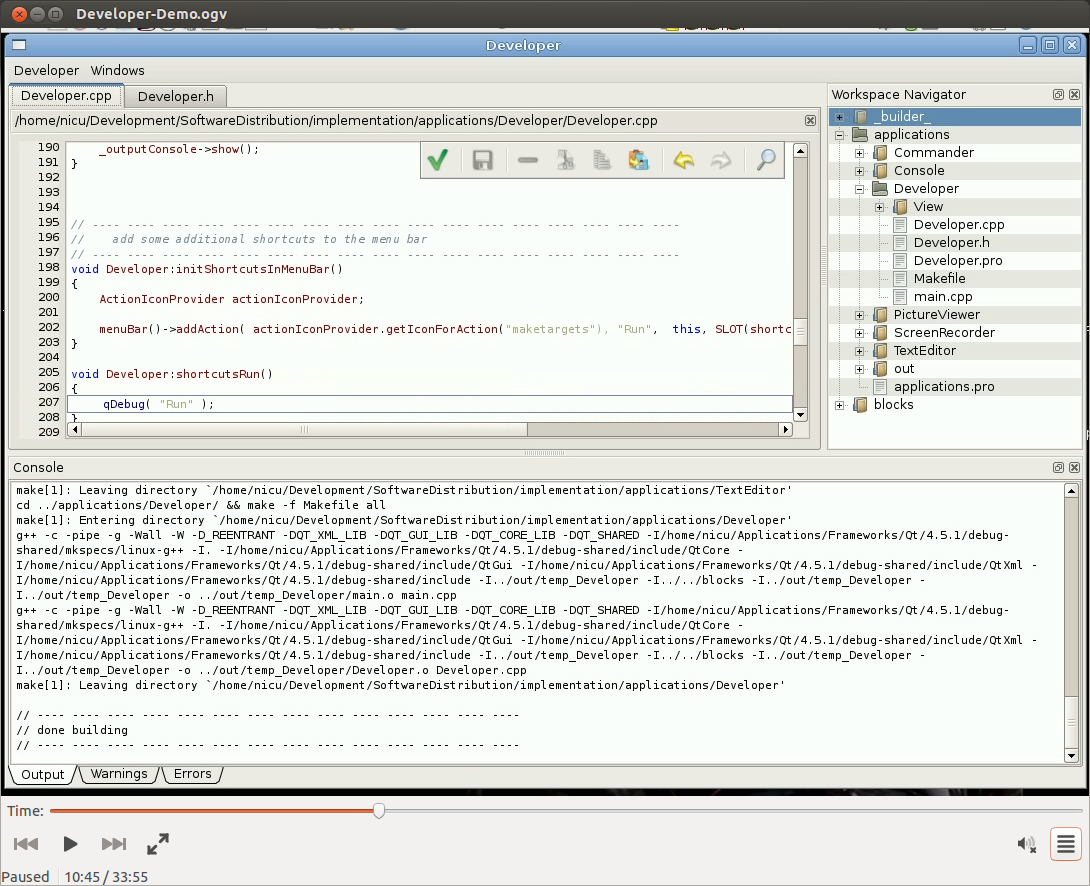 Developer-Demo.ogv
Developer
Developer Windows
Developer.cpp Developer.h
/home/nicu/Development/SoftwareDistribution/implementation/applications/Developer/Developer.cpp
190 _outputConsole->show();
191 }
192
193
194
195 // ---- ---- ---- ---- ---- ---- ---- ---- ---- ---- ---- ---- ---- ---- ---- ---- ----
196 // add some additional shortcuts to the menu bar
197 // ---- ---- ---- ---- ---- ---- ---- ---- ---- ---- ---- ---- ---- ---- ---- ---- ----
198 void Developer:initShortcutsInMenuBar()
199 {
200 ActionIconProvider actionIconProvider;
201
202 menuBar()->addAction( actionIconProvider.getIconForAction("maketargets"), "Run", this, SLOT(shortc
203 }
204
205 void Developer:shortcutsRun()
206 {
207 qDebug( "Run" );
208 }
209
Workspace Navigator
_builder_
applications
Commander
Console
Developer
View
Developer.cpp
Developer.h
Developer.pro
Makefile
main.cpp
PictureViewer
ScreenRecorder
TextEditor
out
applications.pro
blocks
Console
make[1]: Leaving directory `/home/nicu/Development/SoftwareDistribution/implementation/applications/TextEditor'
cd ../applications/Developer/ && make -f Makefile all
make[1]: Entering directory `/home/nicu/Development/SoftwareDistribution/implementation/applications/Developer'
g++ -c -pipe -g -Wall -W -D_REENTRANT -DQT_XML_LIB -DQT_GUI_LIB -DQT_CORE_LIB -DQT_SHARED -I/home/nicu/Applications/Frameworks/Qt/4.5.1/debug-
shared/mkspecs/linux-g++ -I. -I/home/nicu/Applications/Frameworks/Qt/4.5.1/debug-shared/include/QtCore -
I/home/nicu/Applications/Frameworks/Qt/4.5.1/debug-shared/include/QtGui -I/home/nicu/Applications/Frameworks/Qt/4.5.1/debug-shared/include/QtXml -
I/home/nicu/Applications/Frameworks/Qt/4.5.1/debug-shared/include -I../out/temp_Developer -I../../blocks -I../out/temp_Developer -
I../out/temp_Developer -o ../out/temp_Developer/main.o main.cpp
g++ -c -pipe -g -Wall -W -D_REENTRANT -DQT_XML_LIB -DQT_GUI_LIB -DQT_CORE_LIB -DQT_SHARED -I/home/nicu/Applications/Frameworks/Qt/4.5.1/debug-
shared/mkspecs/linux-g++ -I. -I/home/nicu/Applications/Frameworks/Qt/4.5.1/debug-shared/include/QtCore -
I/home/nicu/Applications/Frameworks/Qt/4.5.1/debug-shared/include/QtGui -I/home/nicu/Applications/Frameworks/Qt/4.5.1/debug-shared/include/QtXml -
I/home/nicu/Applications/Frameworks/Qt/4.5.1/debug-shared/include -I../out/temp_Developer -I../../blocks -I../out/temp_Developer -
I../out/temp_Developer -o ../out/temp_Developer/Developer.o Developer.cpp
make[1]: Leaving directory `/home/nicu/Development/SoftwareDistribution/implementation/applications/Developer'
// ---- ---- ---- ---- ---- ---- ---- ---- ---- ---- ---- ---- ---- ----
// done building
// ---- ---- ---- ---- ---- ---- ---- ---- ---- ---- ---- ---- ---- ----
Output Warnings Errors
Time:
Paused 10:45 / 33:55